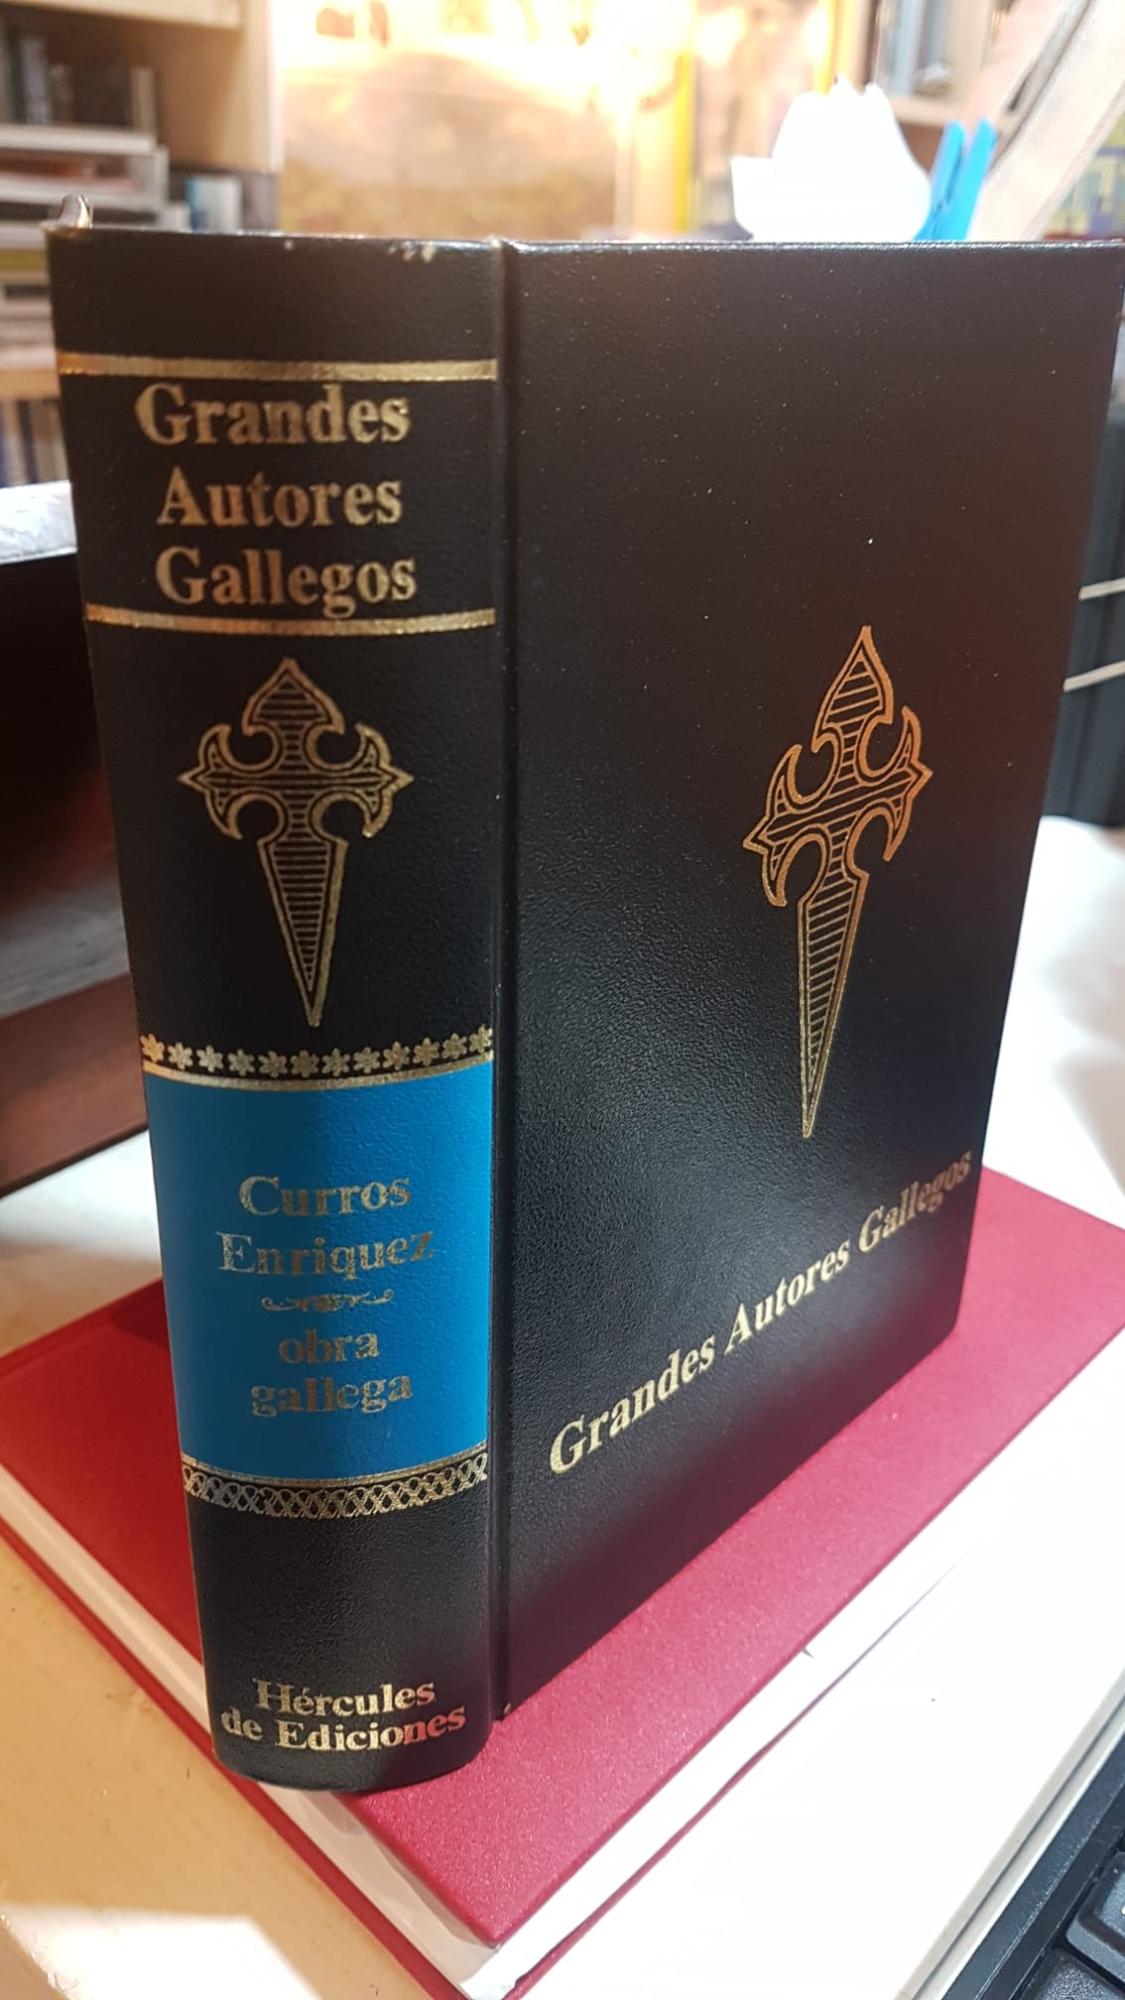 Grandes
Autores
Gallegos
Curros
Enriquez
obra
gallega
Hércules
de Ediciones
Grandes Autores Gallegos